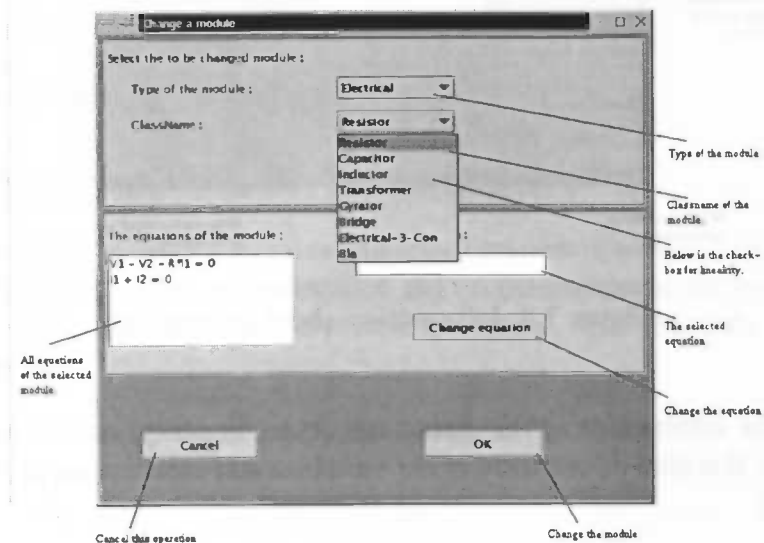 Change a module
Select the to be changed module :
Type of the module :
Electrical
ClassName :
Resistor
Resistor
Capacitor
Inductor
Transformer
Gyrator
Bridge
Electrical-3-Con
Bla
The equations of the module :
V1 - V2 - R*I1 = 0
I1 + I2 = 0
Change equation
Cancel
OK
Type of the module
Classname of the
module
Below is the check-
box for linearity.
The selected
equation
Change the equation
Change the module
All equations
of the selected
module
Cancel this operation